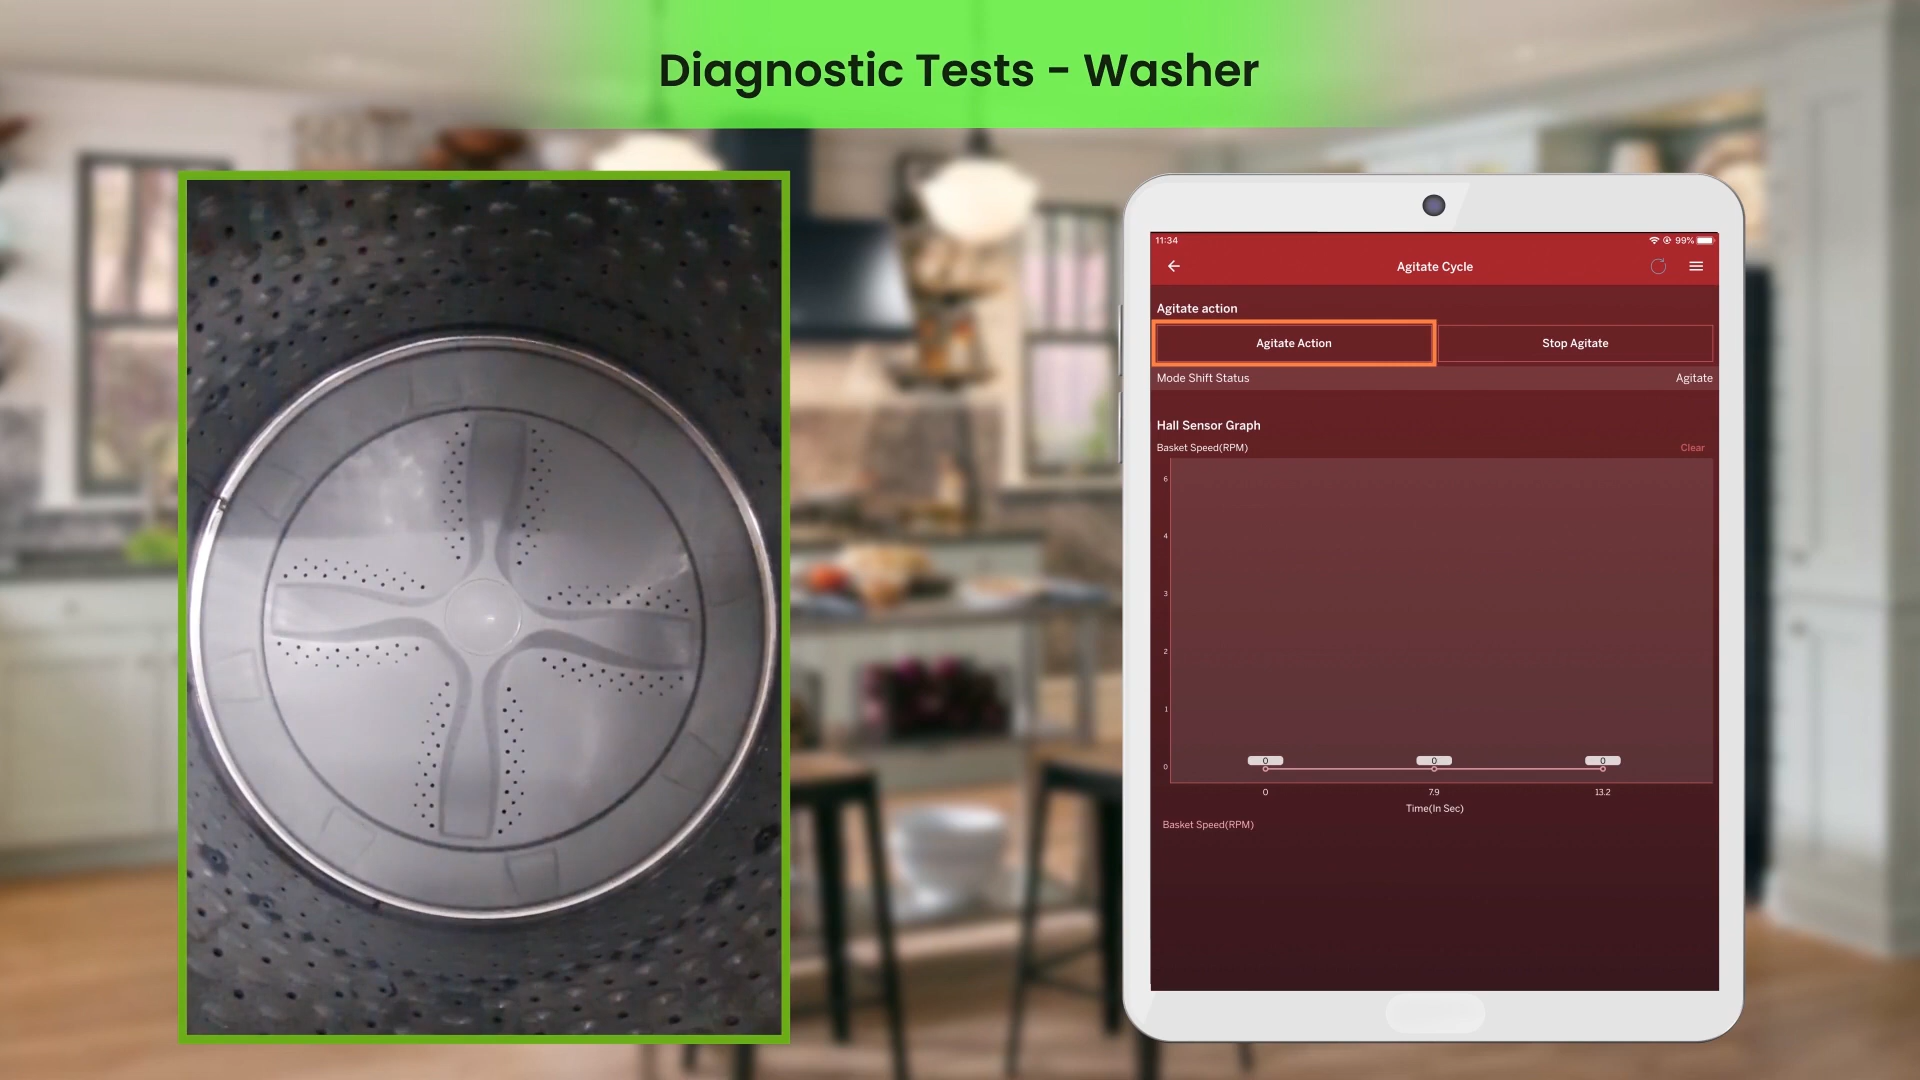 Diagnostic Tests - Washer
11:34
99%
Agitate Cycle
Agitate action
Agitate Action
Stop Agitate
Mode Shift Status
Agitate
Hall Sensor Graph
Basket Speed(RPM)
Clear
6
4
3
2
1
0
0 0 0
0 7.9 13.2
Time(In Sec)
Basket Speed(RPM)